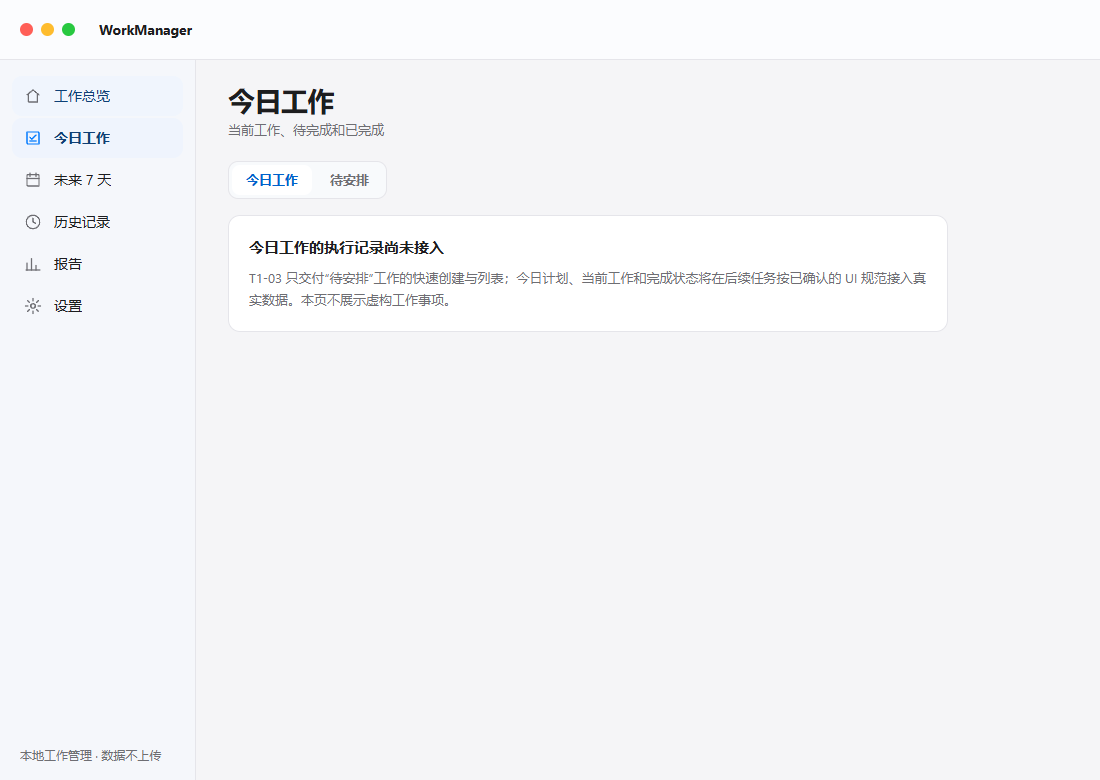 WorkManager
工作总览
今日工作
未来 7 天
历史记录
报告
设置
本地工作管理 · 数据不上传
今日工作
当前工作、待完成和已完成
今日工作
待安排
今日工作的执行记录尚未接入
T1-03 只交付“待安排”工作的快速创建与列表；今日计划、当前工作和完成状态将在后续任务按已确认的 UI 规范接入真
实数据。本页不展示虚构工作事项。